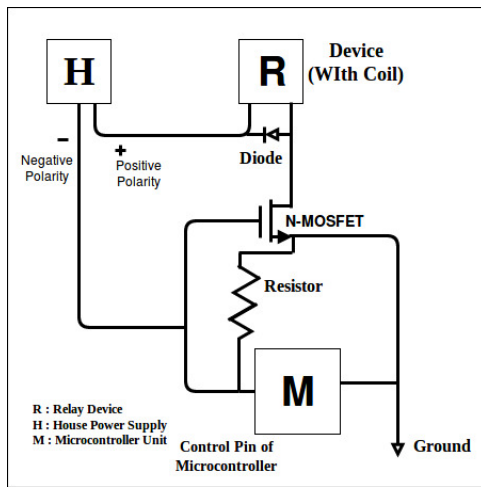 H
R
Device
(WIth Coil)
−
Negative
Polarity
+
Positive
Polarity
Diode
N-MOSFET
Resistor
M
R : Relay Device
H : House Power Supply
M : Microcontroller Unit
Control Pin of
Microcontroller
Ground